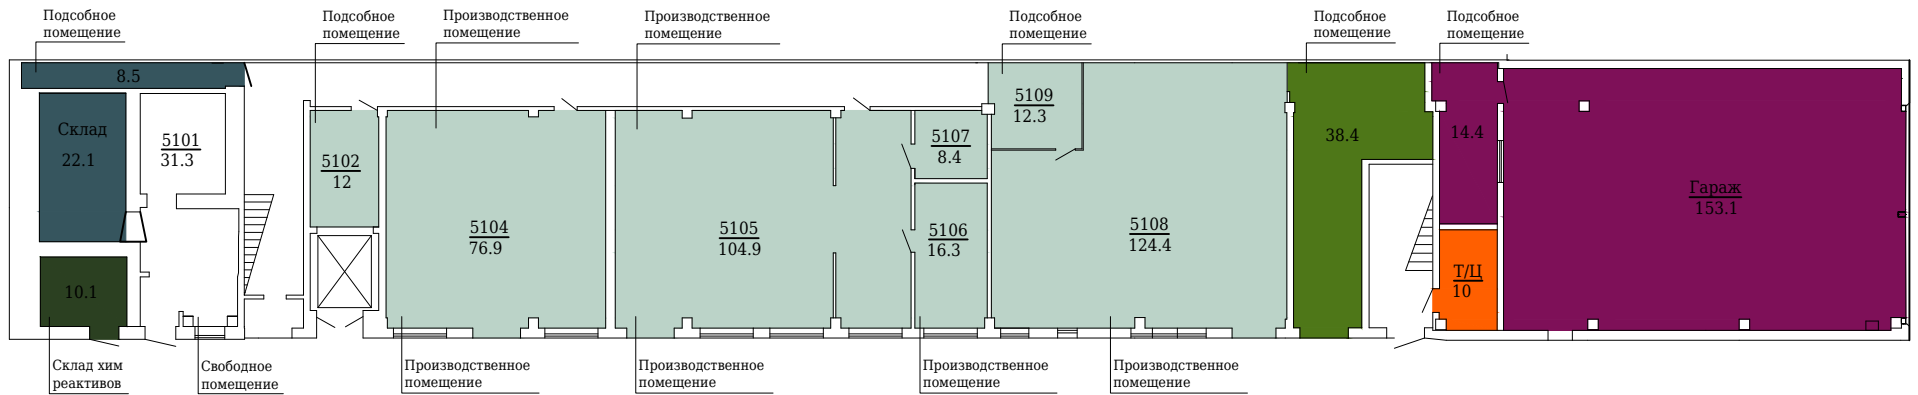 Подсобное
помещение
Подсобное
помещение
Производственное
помещение
Производственное
помещение
Подсобное
помещение
Подсобное
помещение
Подсобное
помещение
8.5
Склад
22.1
5101
31.3
5102
12
5104
76.9
5105
104.9
5107
8.4
5106
16.3
5109
12.3
5108
124.4
38.4
14.4
Гараж
153.1
Т/Ц
10
10.1
Склад хим
реактивов
Свободное
помещение
Производственное
помещение
Производственное
помещение
Производственное
помещение
Производственное
помещение